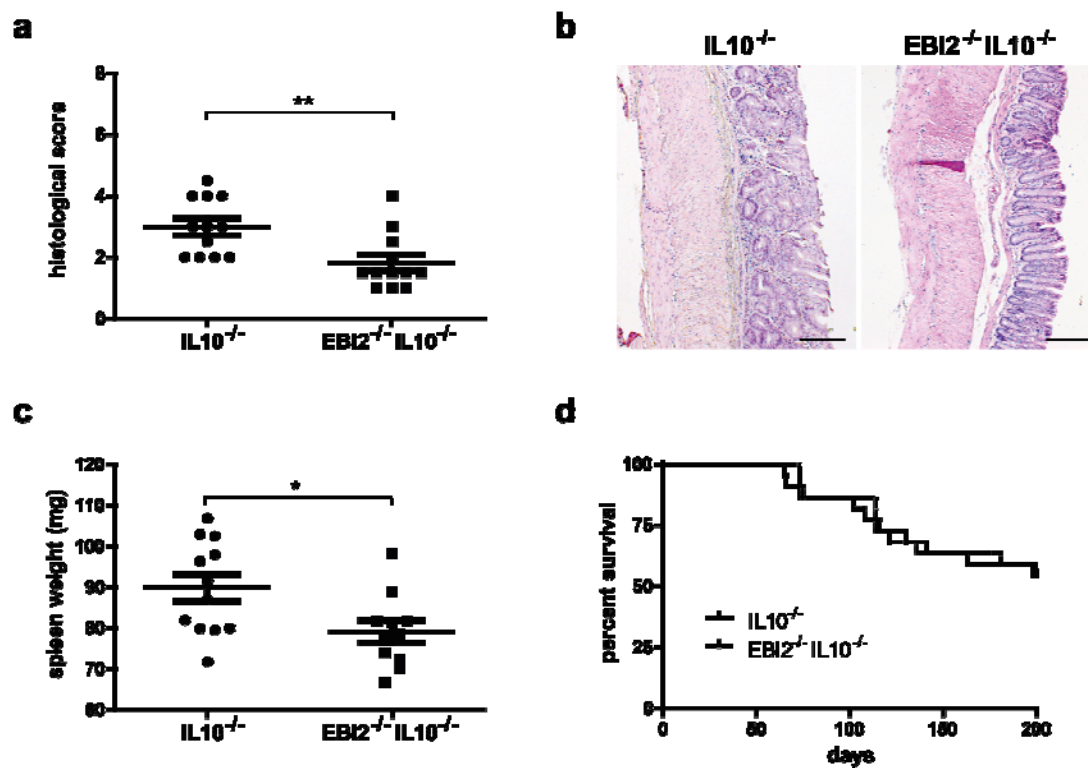 a
8
6
4
2
0
histological score
**
IL10-/-
EBI2-/-IL10-/-
b
IL10-/-
EBI2-/-IL10-/-
c
120
110
100
90
80
70
60
spleen weight (mg)
*
IL10-/-
EBI2-/-IL10-/-
d
100
75
50
25
0
percent survival
IL10-/-
EBI2-/-IL10-/-
0 50 100 150 200
days